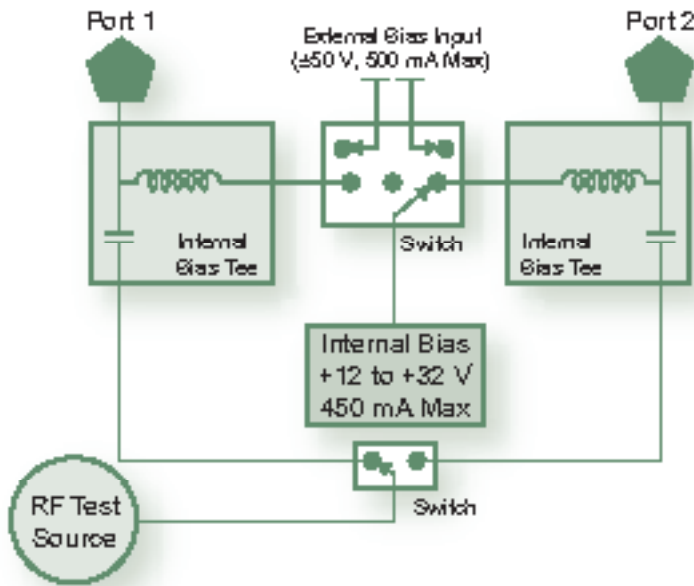 Port 1
External Bias Input
(±50 V, 500 mA Max)
Port 2
Internal
Bias Tee
Switch
Internal
Bias Tee
Internal Bias
+12 to +32 V
450 mA Max
RF Test
Source
Switch